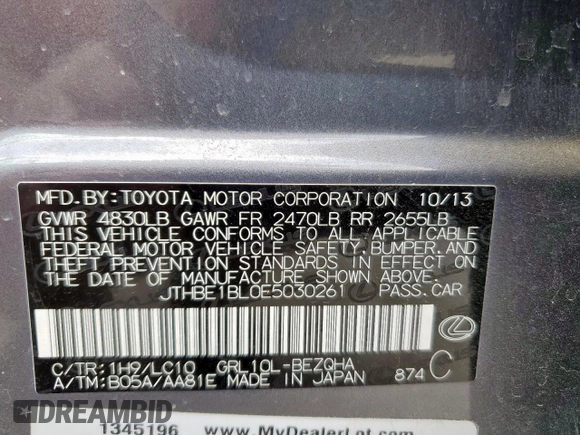 MFD.BY:TOYOTA MOTOR CORPORATION 10/13
GVWR 4830LB GAWR FR 2470LB RR 2655LB
THIS VEHICLE CONFORMS TO ALL APPLICABLE
FEDERAL MOTOR VEHICLE SAFETY,BUMPER,AND
THEFT PREVENTION STANDARDS IN EFFECT ON
THE DATE OF MANUFACTURE SHOWN ABOVE.
JTHBE1BL0E5030261 PASS.CAR
C/TR:1H9/LC10 GRL10L-BEZQHA C
A/TM:B05A/AA81E MADE IN JAPAN 874
1345196 www.MyDealerLot.com
DREAMBID